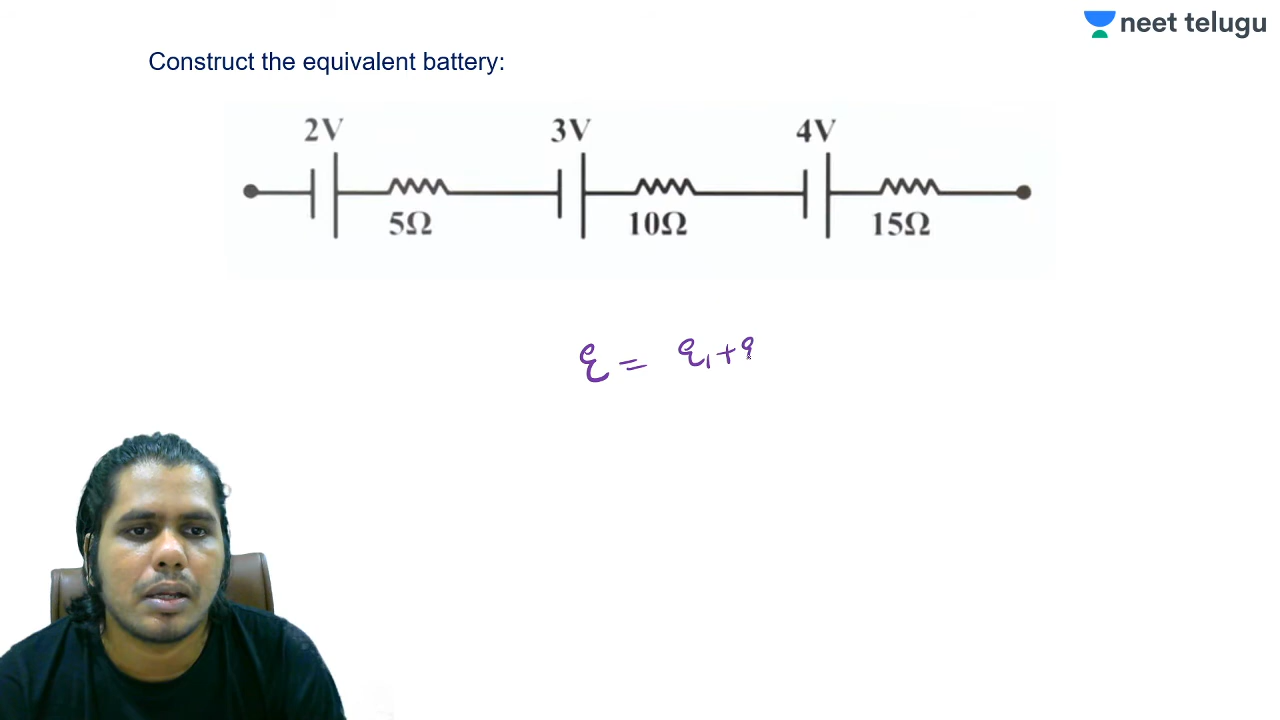 neet telugu
Construct the equivalent battery:
2V 3V 4V
5Ω 10Ω 15Ω
ε = ε₁+ε